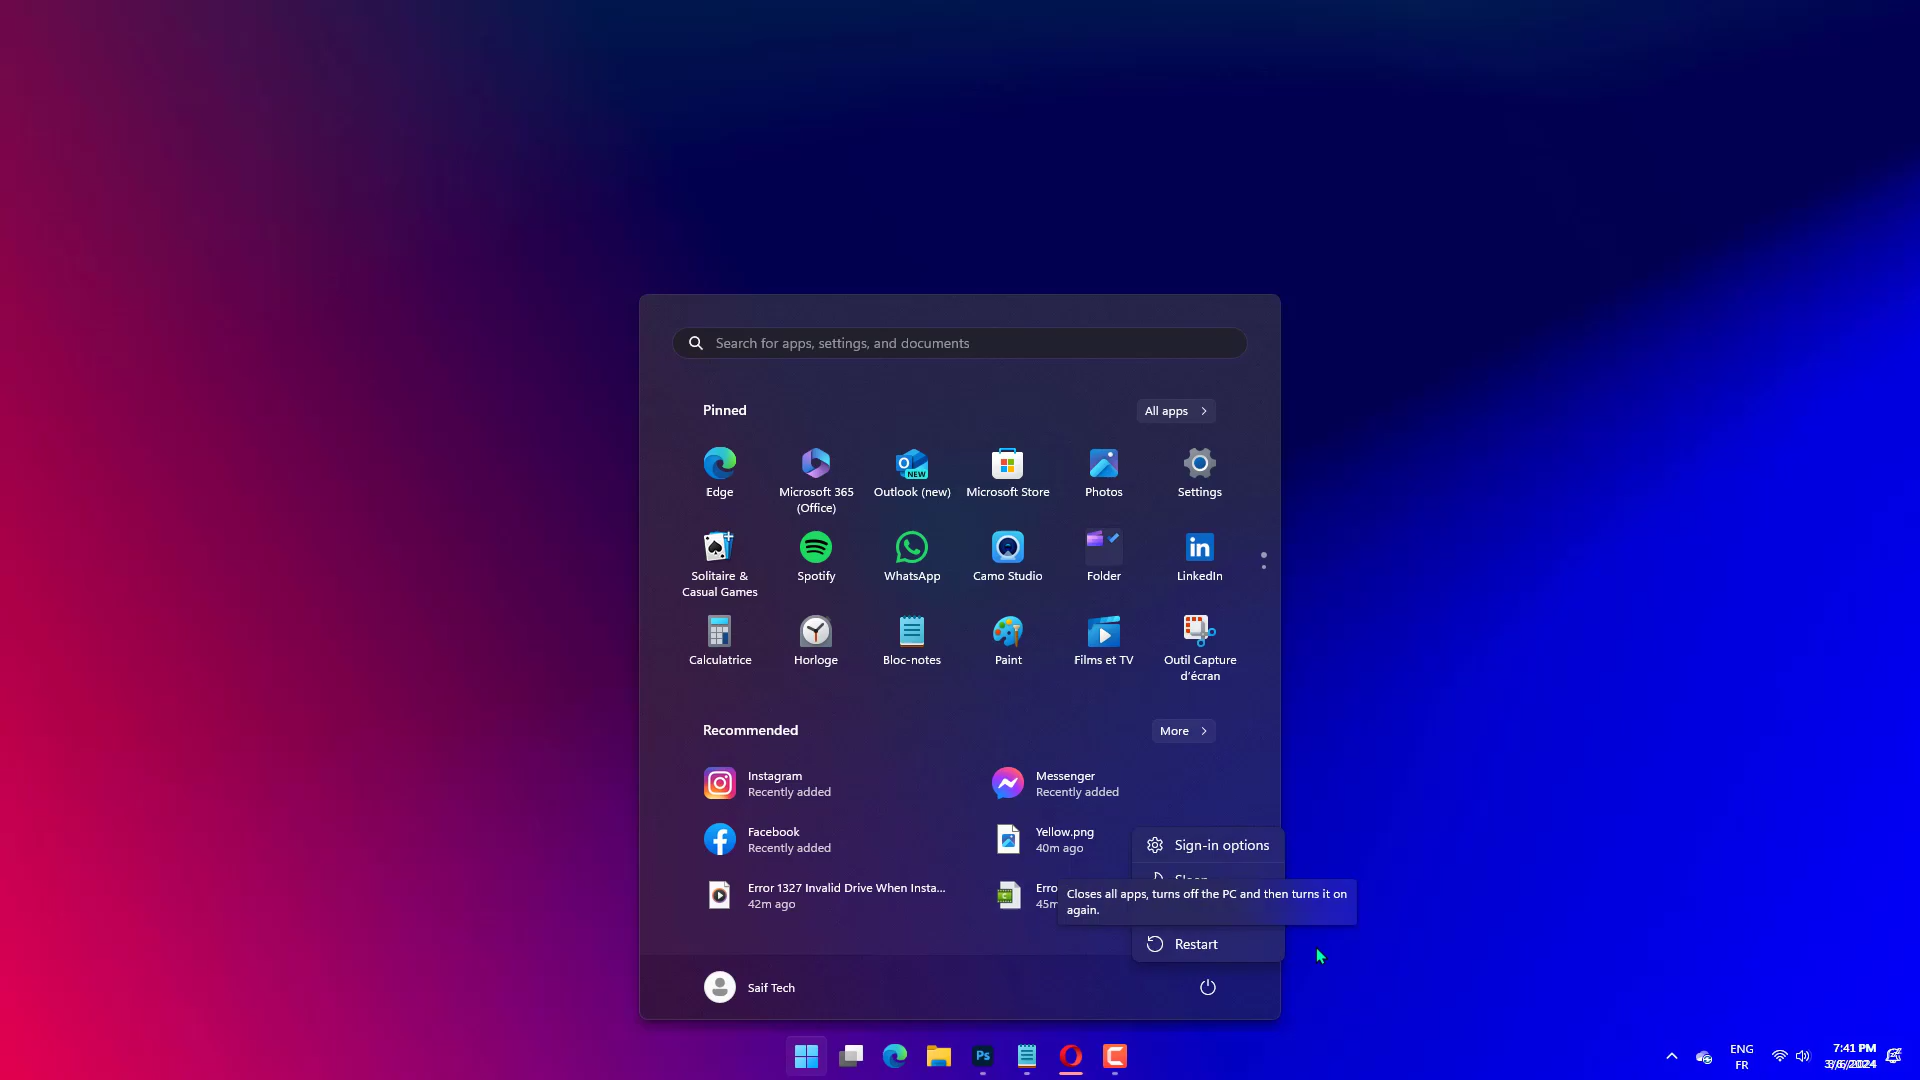 Search for apps, settings, and documents
Pinned
All apps
Edge
Microsoft 365
(Office)
Outlook (new)
Microsoft Store
Photos
Settings
Solitaire &
Casual Games
Spotify
WhatsApp
Camo Studio
Folder
LinkedIn
Calculatrice
Horloge
Bloc-notes
Paint
Films et TV
Outil Capture
d'écran
Recommended
More
Instagram
Recently added
Messenger
Recently added
Facebook
Recently added
Yellow.png
40m ago
Error 1327 Invalid Drive When Insta...
42m ago
Erro
45m
Sign-in options
Closes all apps, turns off the PC and then turns it on
again.
Restart
Saif Tech
ENG
FR
7:41 PM